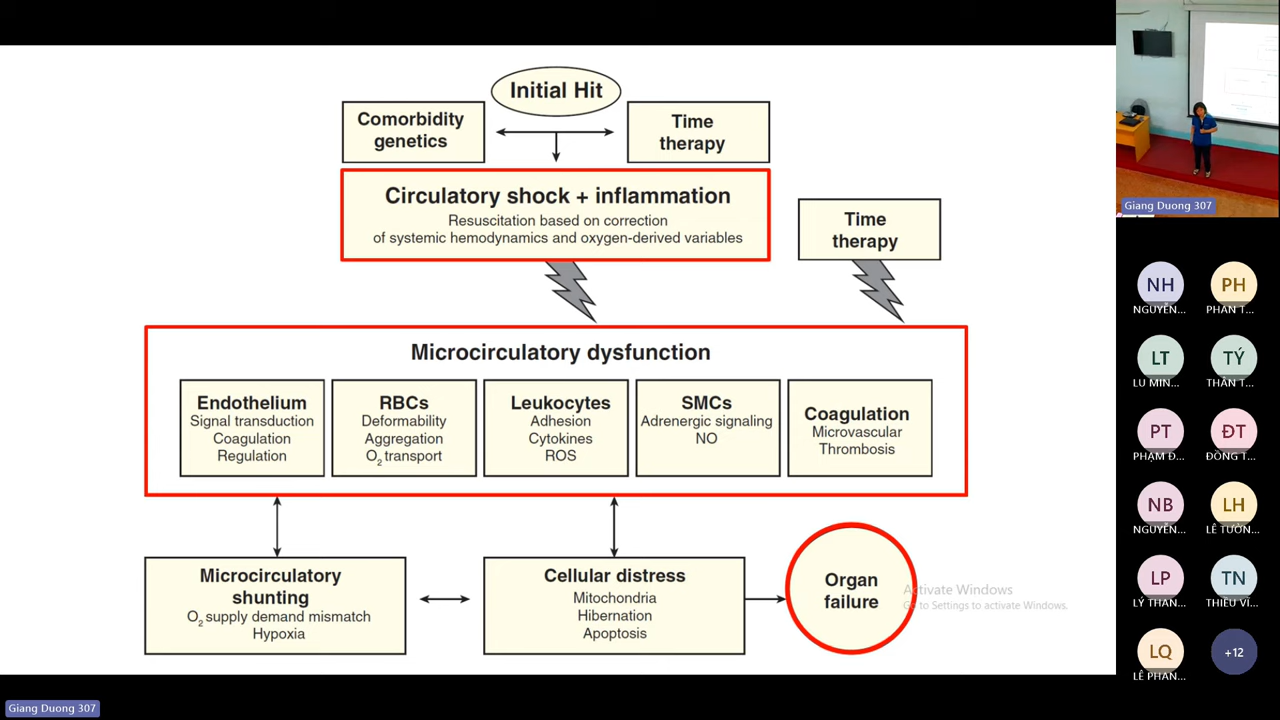 Initial Hit
Comorbidity
genetics
Time
therapy
Circulatory shock + inflammation
Resuscitation based on correction
of systemic hemodynamics and oxygen-derived variables
Time
therapy
Microcirculatory dysfunction
Endothelium
Signal transduction
Coagulation
Regulation
RBCs
Deformability
Aggregation
O₂ transport
Leukocytes
Adhesion
Cytokines
ROS
SMCs
Adrenergic signaling
NO
Coagulation
Microvascular
Thrombosis
Microcirculatory
shunting
O₂ supply demand mismatch
Hypoxia
Cellular distress
Mitochondria
Hibernation
Apoptosis
Organ
failure
Activate Windows
Go to Settings to activate Windows.
Giang Duong 307
Giang Duong 307
NH
NGUYỄN...
PH
PHAN T...
LT
LU MIN...
TÝ
THÂN T...
PT
PHẠM Đ...
ĐT
ĐỒNG T...
NB
NGUYỄN...
LH
LÊ TƯỜN...
LP
LÝ THAN...
TN
THIỀU VĨ...
LQ
LÊ PHAN...
+12